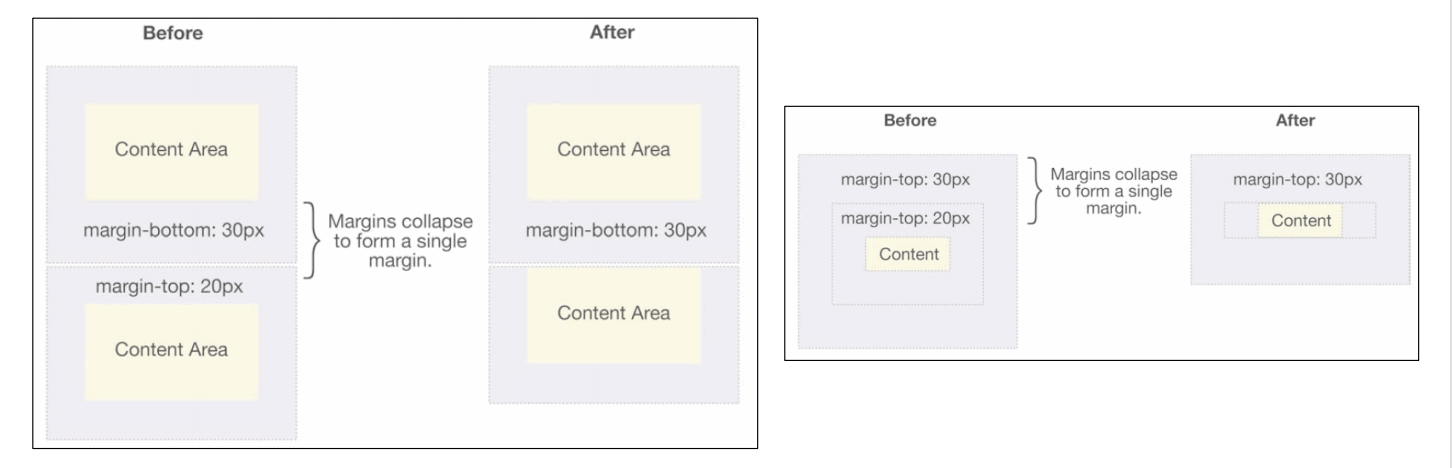 Before
After
Content Area
Content Area
margin-bottom: 30px
Margins collapse
to form a single
margin.
margin-bottom: 30px
margin-top: 20px
Content Area
Content Area
Before
After
margin-top: 30px
Margins collapse
to form a single
margin.
margin-top: 30px
margin-top: 20px
Content
Content